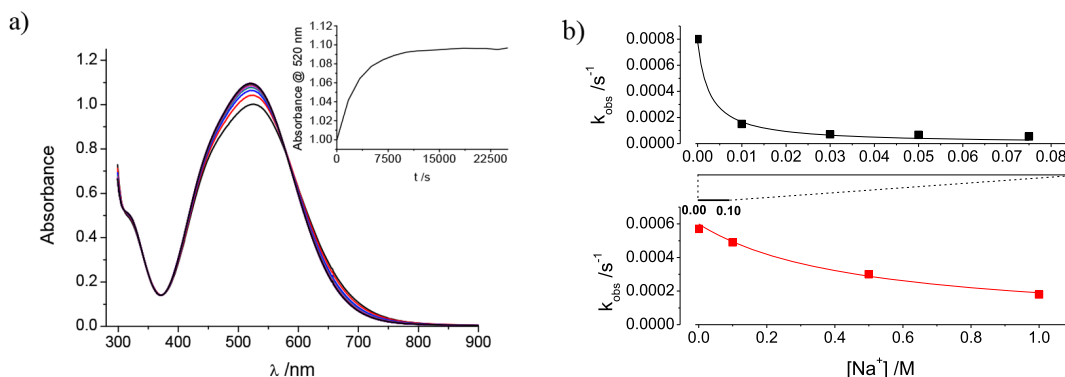 a)
Absorbance
1.2
1.0
0.8
0.6
0.4
0.2
0.0
300 400 500 600 700 800 900
λ /nm
Absorbance @ 520 nm
1.12
1.10
1.08
1.06
1.04
1.02
1.00
0 7500 15000 22500
t /s
b)
k_obs /s⁻¹
0.0008
0.0006
0.0004
0.0002
0.0000
0.00 0.01 0.02 0.03 0.04 0.05 0.06 0.07 0.08
0.00 0.10
k_obs /s⁻¹
0.0006
0.0004
0.0002
0.0000
0.0 0.2 0.4 0.6 0.8 1.0
[Na⁺] /M